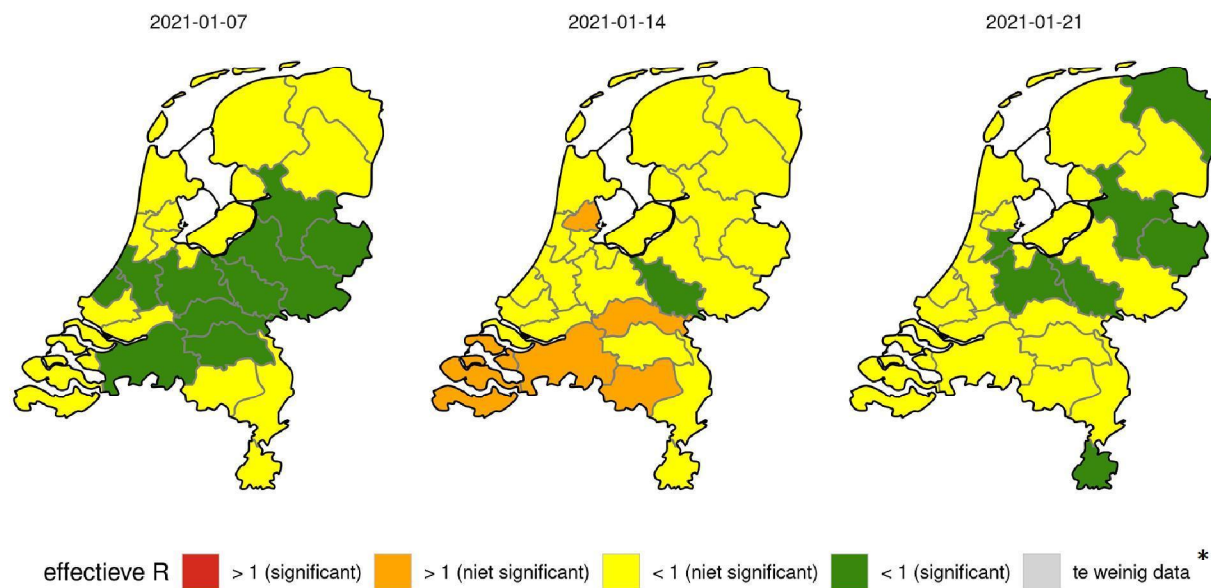 2021-01-07 2021-01-14 2021-01-21
effectieve R > 1 (significant) > 1 (niet significant) < 1 (niet significant) < 1 (significant) te weinig data *